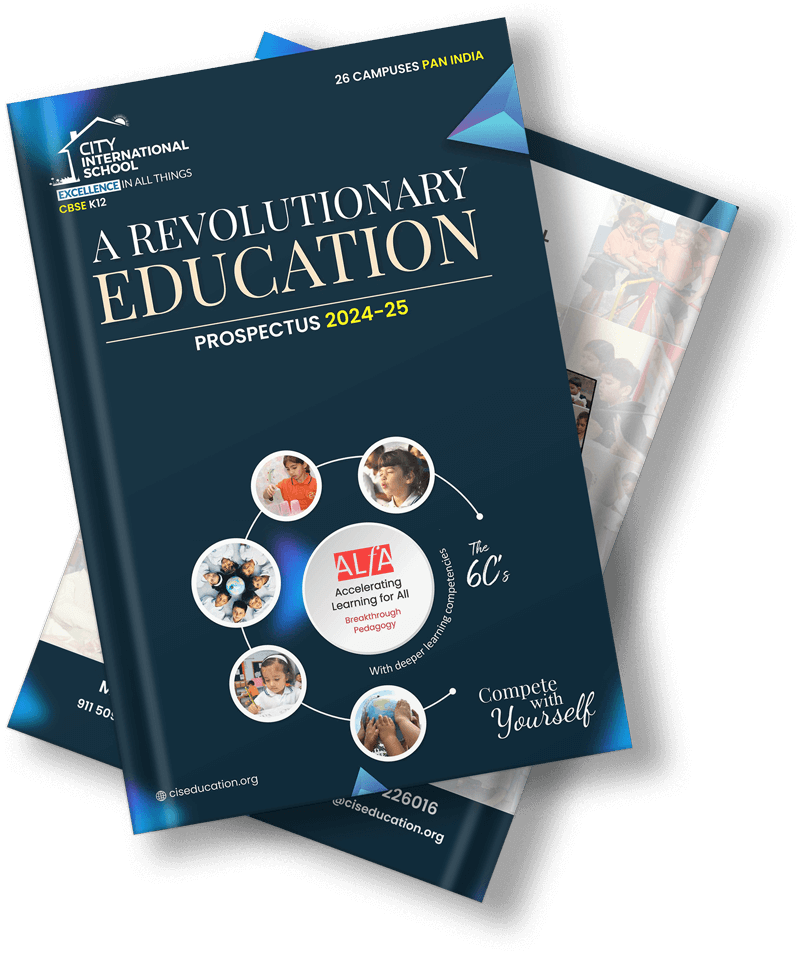 26 CAMPUSES PAN INDIA
CITY
INTERNATIONAL
SCHOOL
EXCELLENCE IN ALL THINGS
CBSE K12
A REVOLUTIONARY
EDUCATION
PROSPECTUS 2024-25
ALfA
Accelerating
Learning for All
Breakthrough
Pedagogy
With deeper learning competencies
The
6C's
Compete
with
Yourself
ciseducation.org
911 50
226016
@ciseducation.org